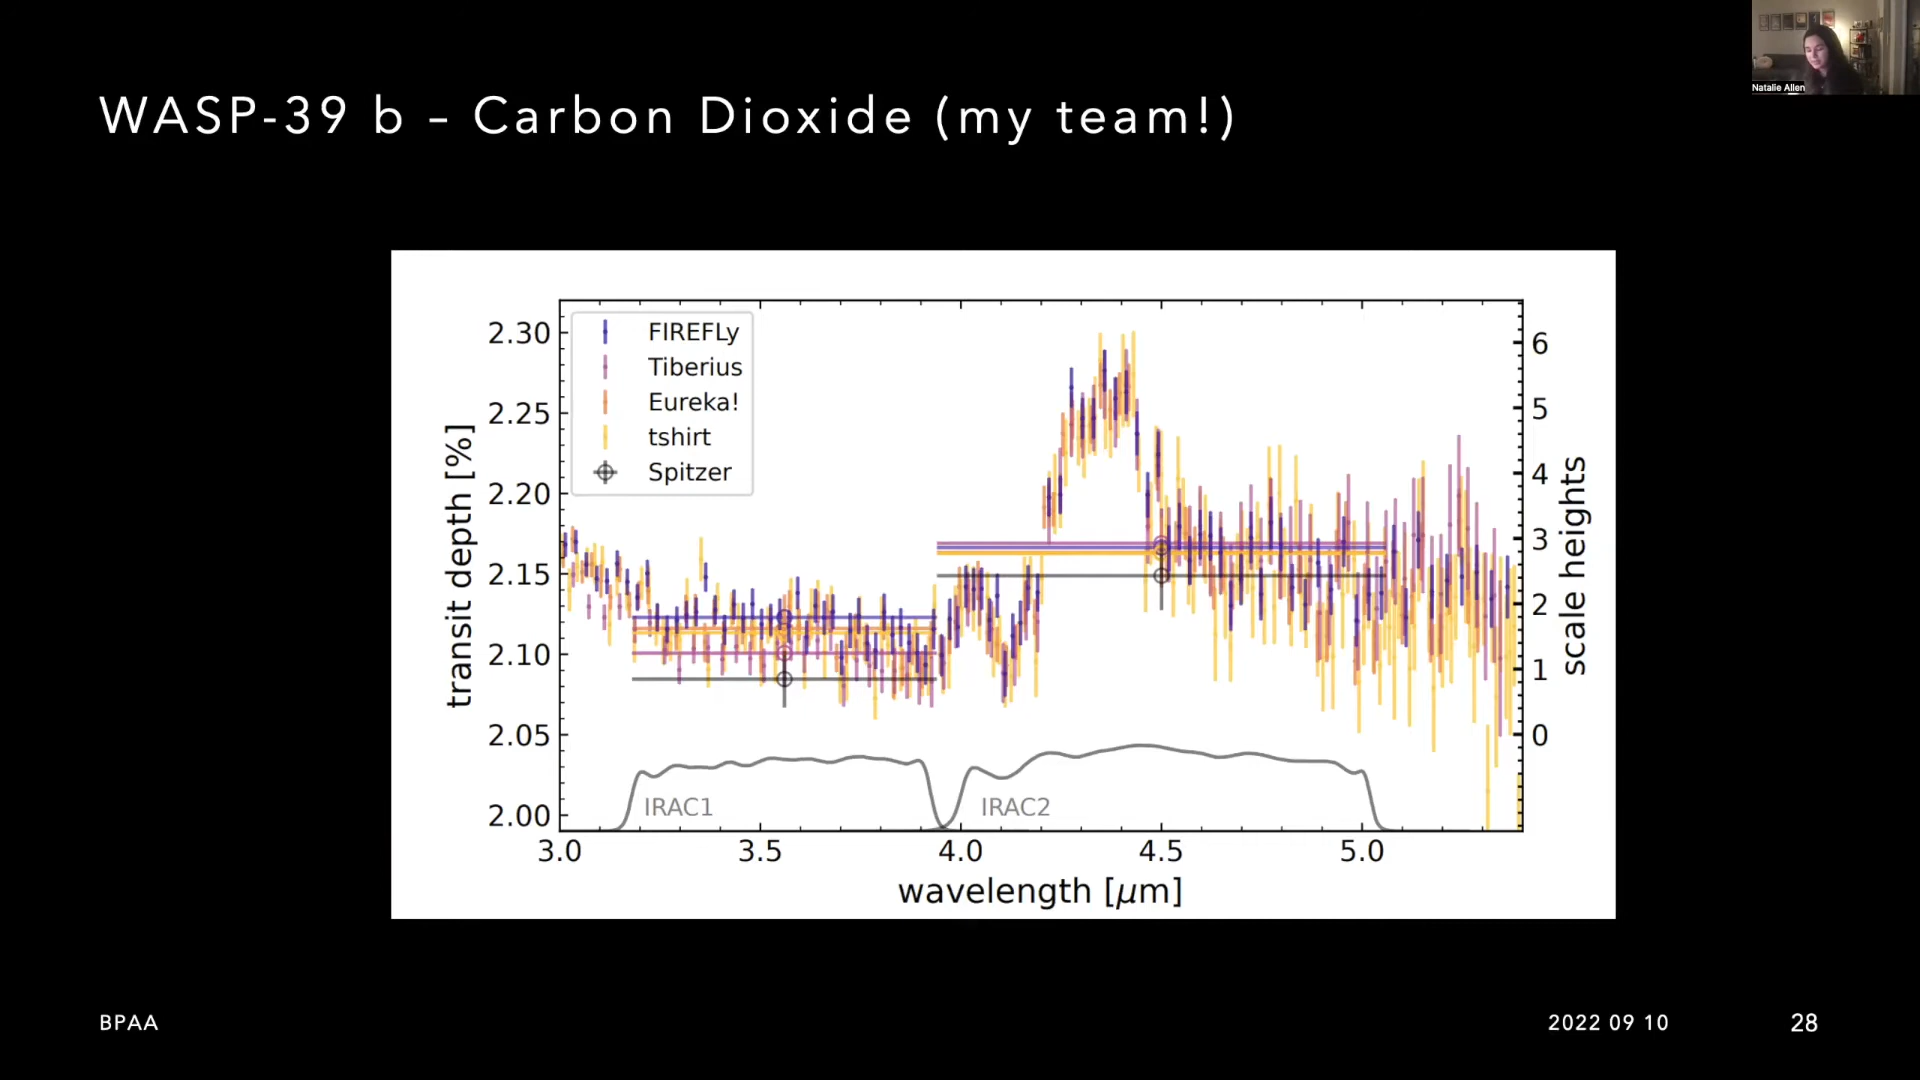 Natalie Allen
WASP-39 b – Carbon Dioxide (my team!)
FIREFLy
Tiberius
Eureka!
tshirt
Spitzer
2.30
2.25
2.20
2.15
2.10
2.05
2.00
transit depth [%]
6
5
4
3
2
1
0
scale heights
IRAC1
IRAC2
3.0
3.5
4.0
4.5
5.0
wavelength [μm]
BPAA
2022 09 10
28